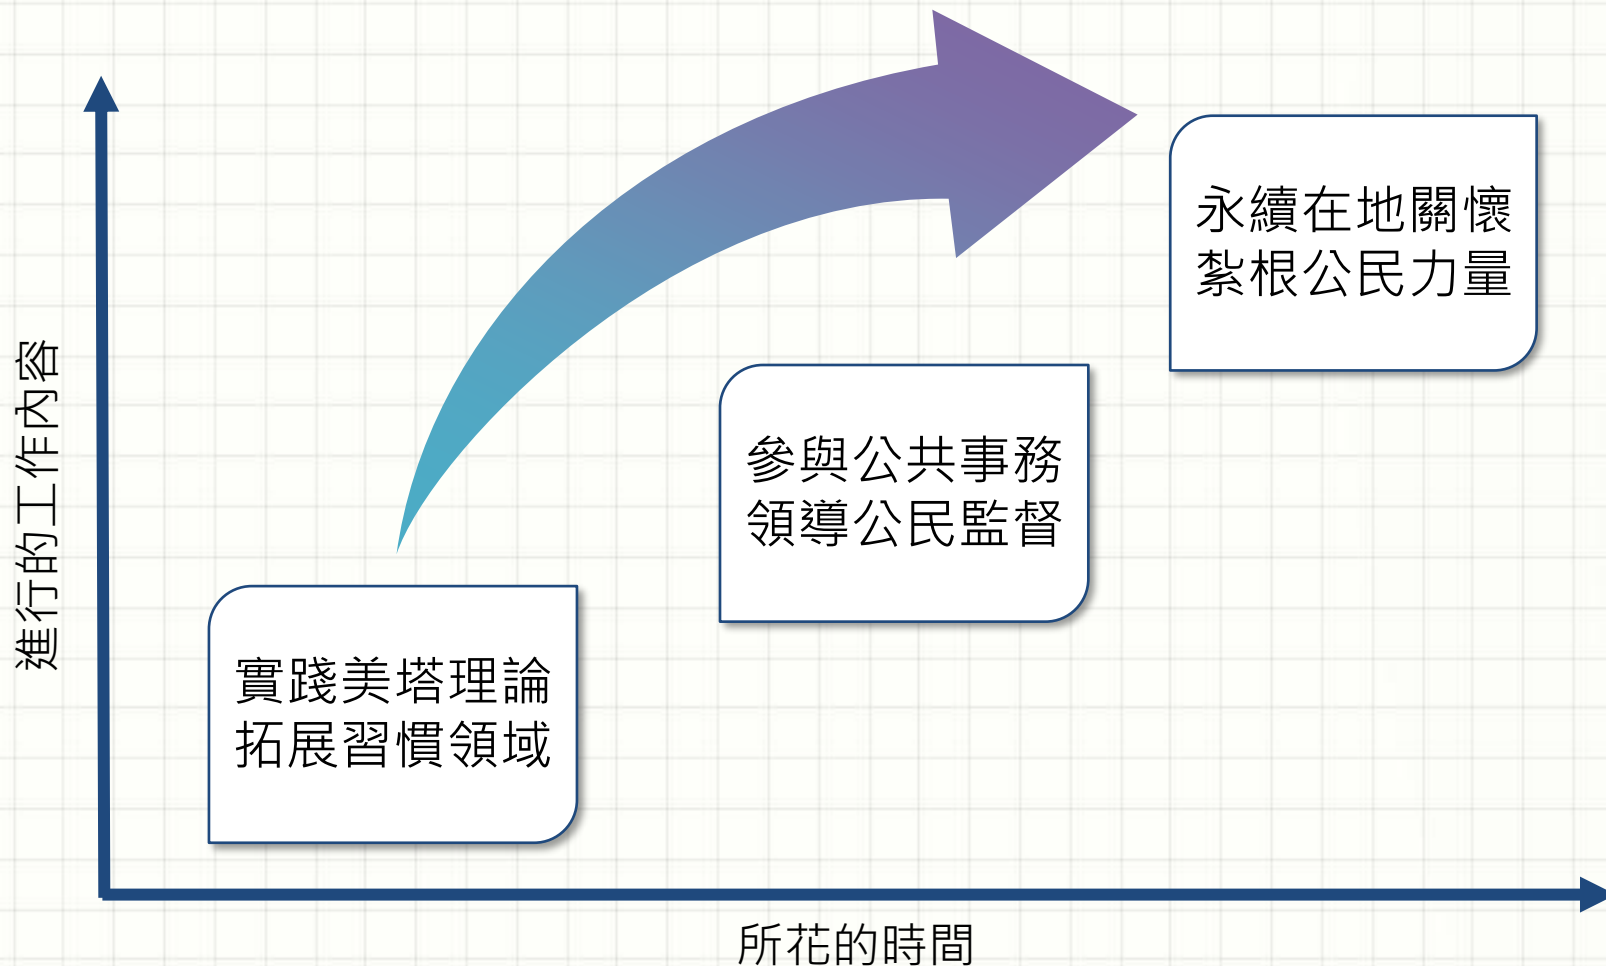 永續在地關懷
紮根公民力量
參與公共事務
領導公民監督
實踐美塔理論
拓展習慣領域
進行的工作內容
所花的時間